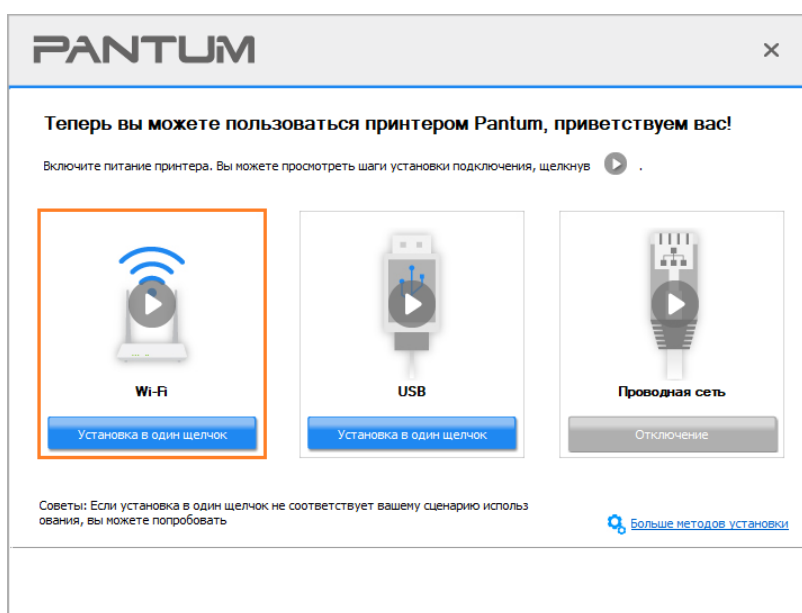 PANTUM
Теперь вы можете пользоваться принтером Pantum, приветствуем вас!
Включите питание принтера. Вы можете просмотреть шаги установки подключения, щелкнув .
Wi-Fi
Установка в один щелчок
USB
Установка в один щелчок
Проводная сеть
Отключение
Советы: Если установка в один щелчок не соответствует вашему сценарию использ
ования, вы можете попробовать
Больше методов установки